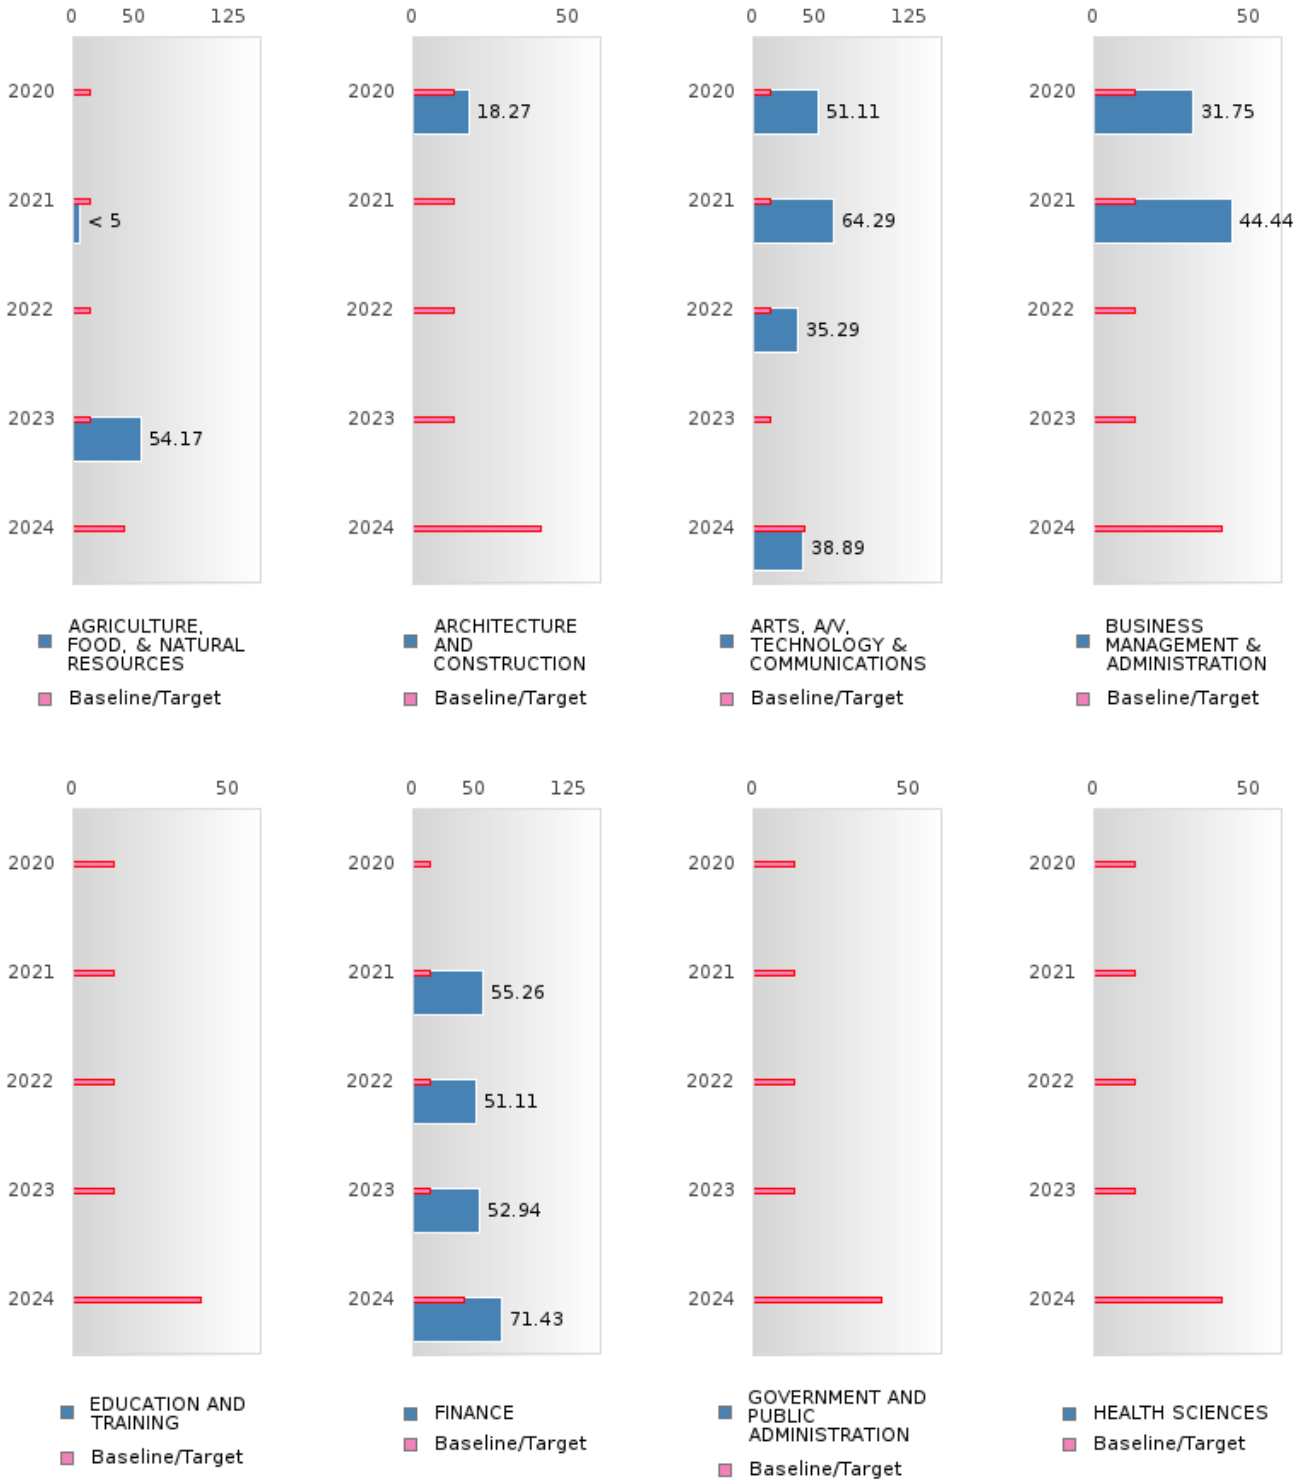 0 50 125
2020
2021
< 5
2022
2023
54.17
2024
AGRICULTURE,
FOOD, & NATURAL
RESOURCES
Baseline/Target
0 50
2020
18.27
2021
2022
2023
2024
ARCHITECTURE
AND
CONSTRUCTION
Baseline/Target
0 50 125
2020
51.11
2021
64.29
2022
35.29
2023
2024
38.89
ARTS, A/V,
TECHNOLOGY &
COMMUNICATIONS
Baseline/Target
0 50
2020
31.75
2021
44.44
2022
2023
2024
BUSINESS
MANAGEMENT &
ADMINISTRATION
Baseline/Target
0 50
2020
2021
2022
2023
2024
EDUCATION AND
TRAINING
Baseline/Target
0 50 125
2020
2021
55.26
2022
51.11
2023
52.94
2024
71.43
FINANCE
Baseline/Target
0 50
2020
2021
2022
2023
2024
GOVERNMENT AND
PUBLIC
ADMINISTRATION
Baseline/Target
0 50
2020
2021
2022
2023
2024
HEALTH SCIENCES
Baseline/Target